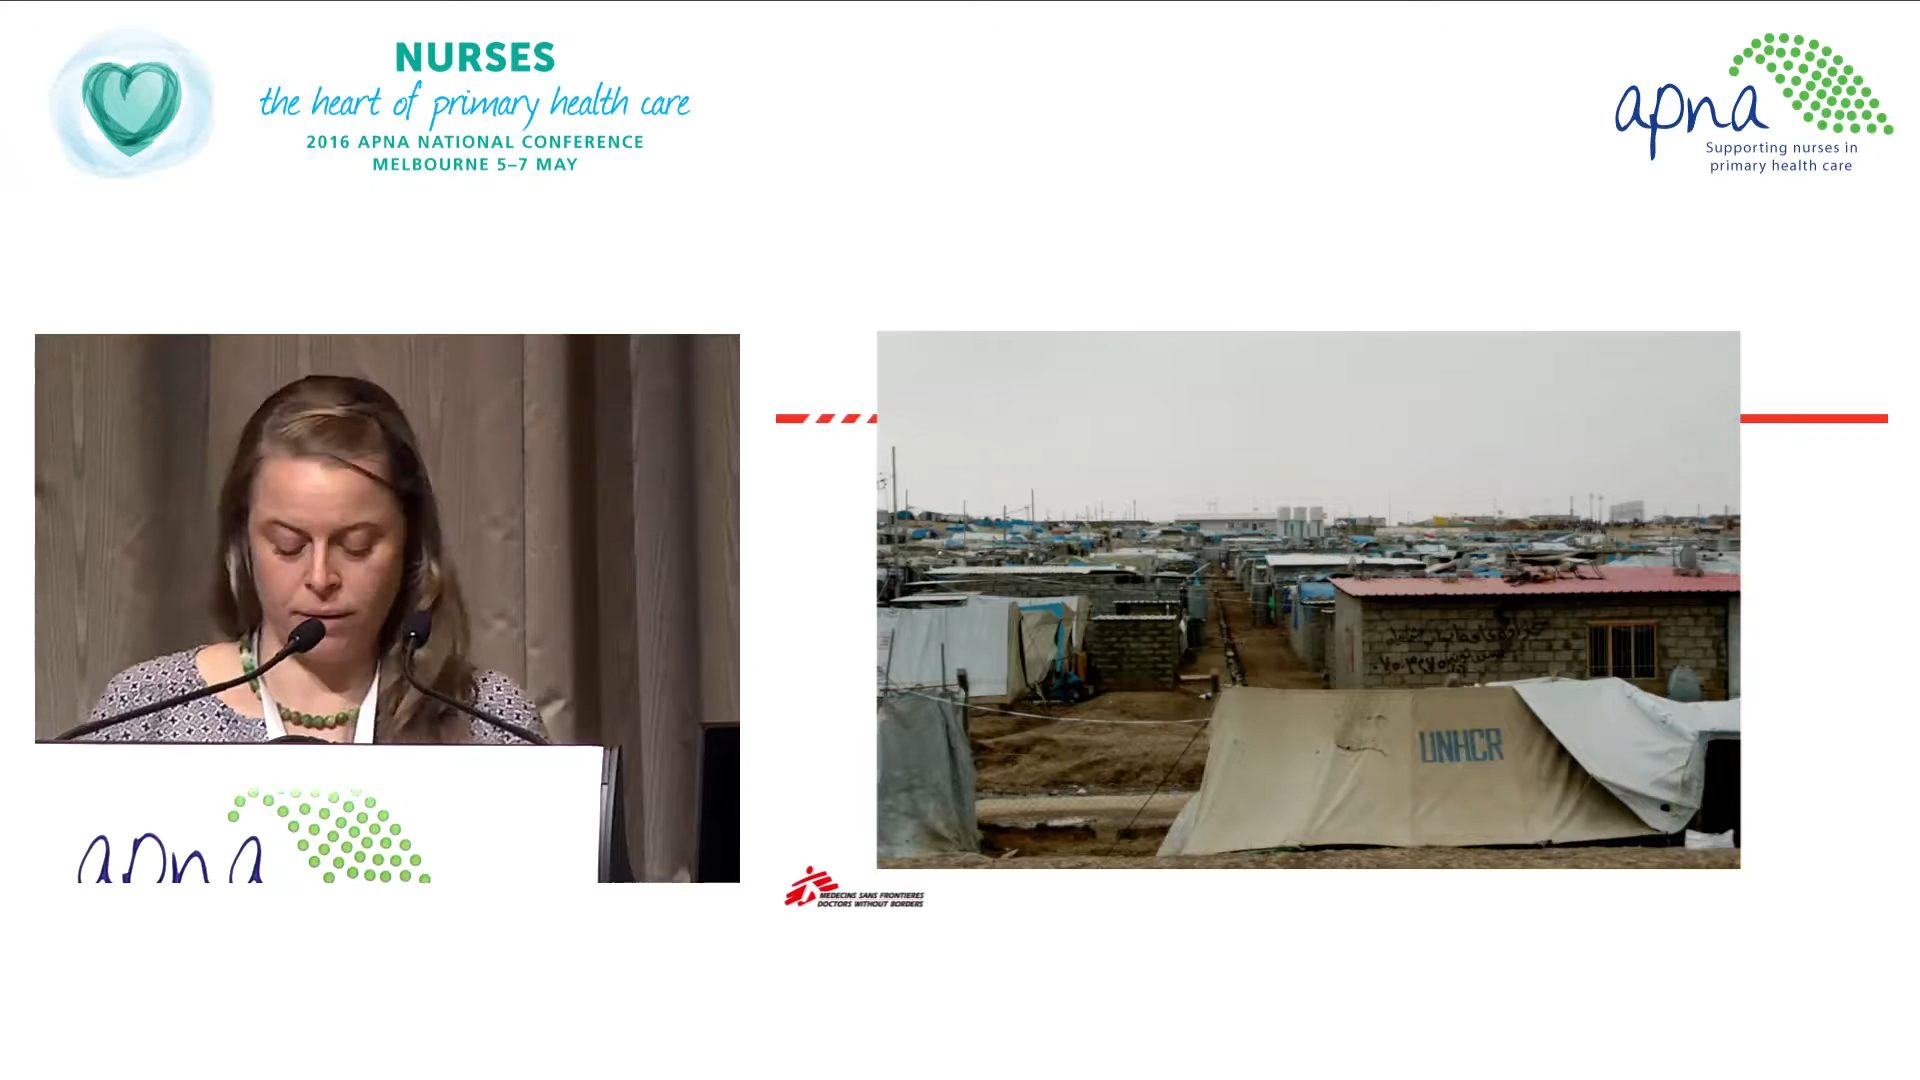 NURSES
the heart of primary health care
2016 APNA NATIONAL CONFERENCE
MELBOURNE 5–7 MAY
apna
Supporting nurses in
primary health care
UNHCR
apna
MEDECINS SANS FRONTIERES
DOCTORS WITHOUT BORDERS